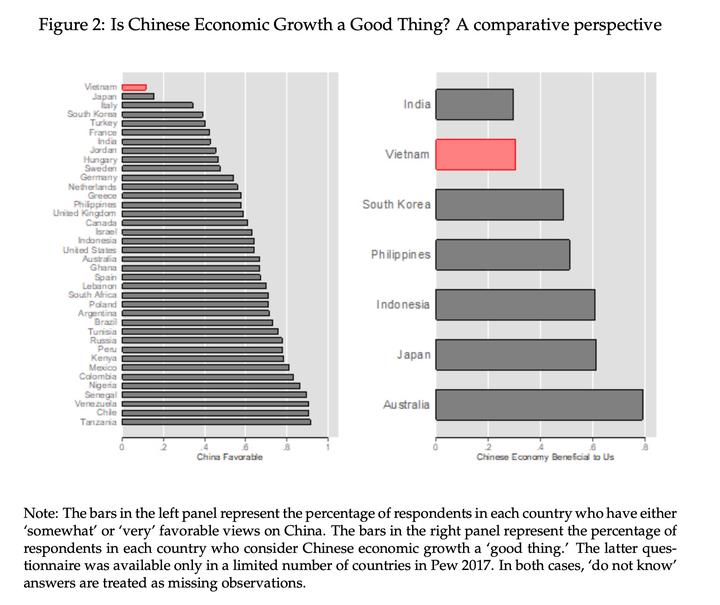 Figure 2: Is Chinese Economic Growth a Good Thing? A comparative perspective
Vietnam
Japan
Italy
South Korea
Turkey
France
India
Jordan
Hungary
Sweden
Germany
Netherlands
Greece
Philippines
United Kingdom
Canada
Israel
Indonesia
United States
Australia
Ghana
Spain
Lebanon
South Africa
Poland
Argentina
Brazil
Tunisia
Russia
Peru
Kenya
Mexico
Colombia
Nigeria
Senegal
Venezuela
Chile
Tanzania
0 .2 .4 .6 .8 1
China Favorable
India
Vietnam
South Korea
Philippines
Indonesia
Japan
Australia
0 .2 .4 .6 .8
Chinese Economy Beneficial to Us
Note: The bars in the left panel represent the percentage of respondents in each country who have either
‘somewhat’ or ‘very’ favorable views on China. The bars in the right panel represent the percentage of
respondents in each country who consider Chinese economic growth a ‘good thing.’ The latter ques-
tionnaire was available only in a limited number of countries in Pew 2017. In both cases, ‘do not know’
answers are treated as missing observations.